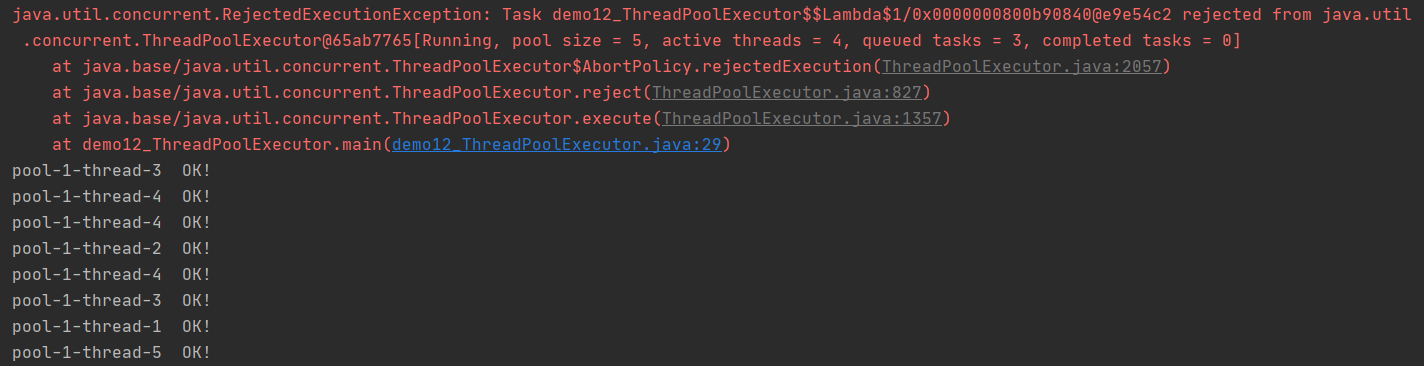 java.util.concurrent.RejectedExecutionException: Task demo12_ThreadPoolExecutor$$Lambda$1/0x0000000800b90840@e9e54c2 rejected from java.util
.concurrent.ThreadPoolExecutor@65ab7765[Running, pool size = 5, active threads = 4, queued tasks = 3, completed tasks = 0]
at java.base/java.util.concurrent.ThreadPoolExecutor$AbortPolicy.rejectedExecution(ThreadPoolExecutor.java:2057)
at java.base/java.util.concurrent.ThreadPoolExecutor.reject(ThreadPoolExecutor.java:827)
at java.base/java.util.concurrent.ThreadPoolExecutor.execute(ThreadPoolExecutor.java:1357)
at demo12_ThreadPoolExecutor.main(demo12_ThreadPoolExecutor.java:29)
pool-1-thread-3  OK!
pool-1-thread-4  OK!
pool-1-thread-4  OK!
pool-1-thread-2  OK!
pool-1-thread-4  OK!
pool-1-thread-3  OK!
pool-1-thread-1  OK!
pool-1-thread-5  OK!